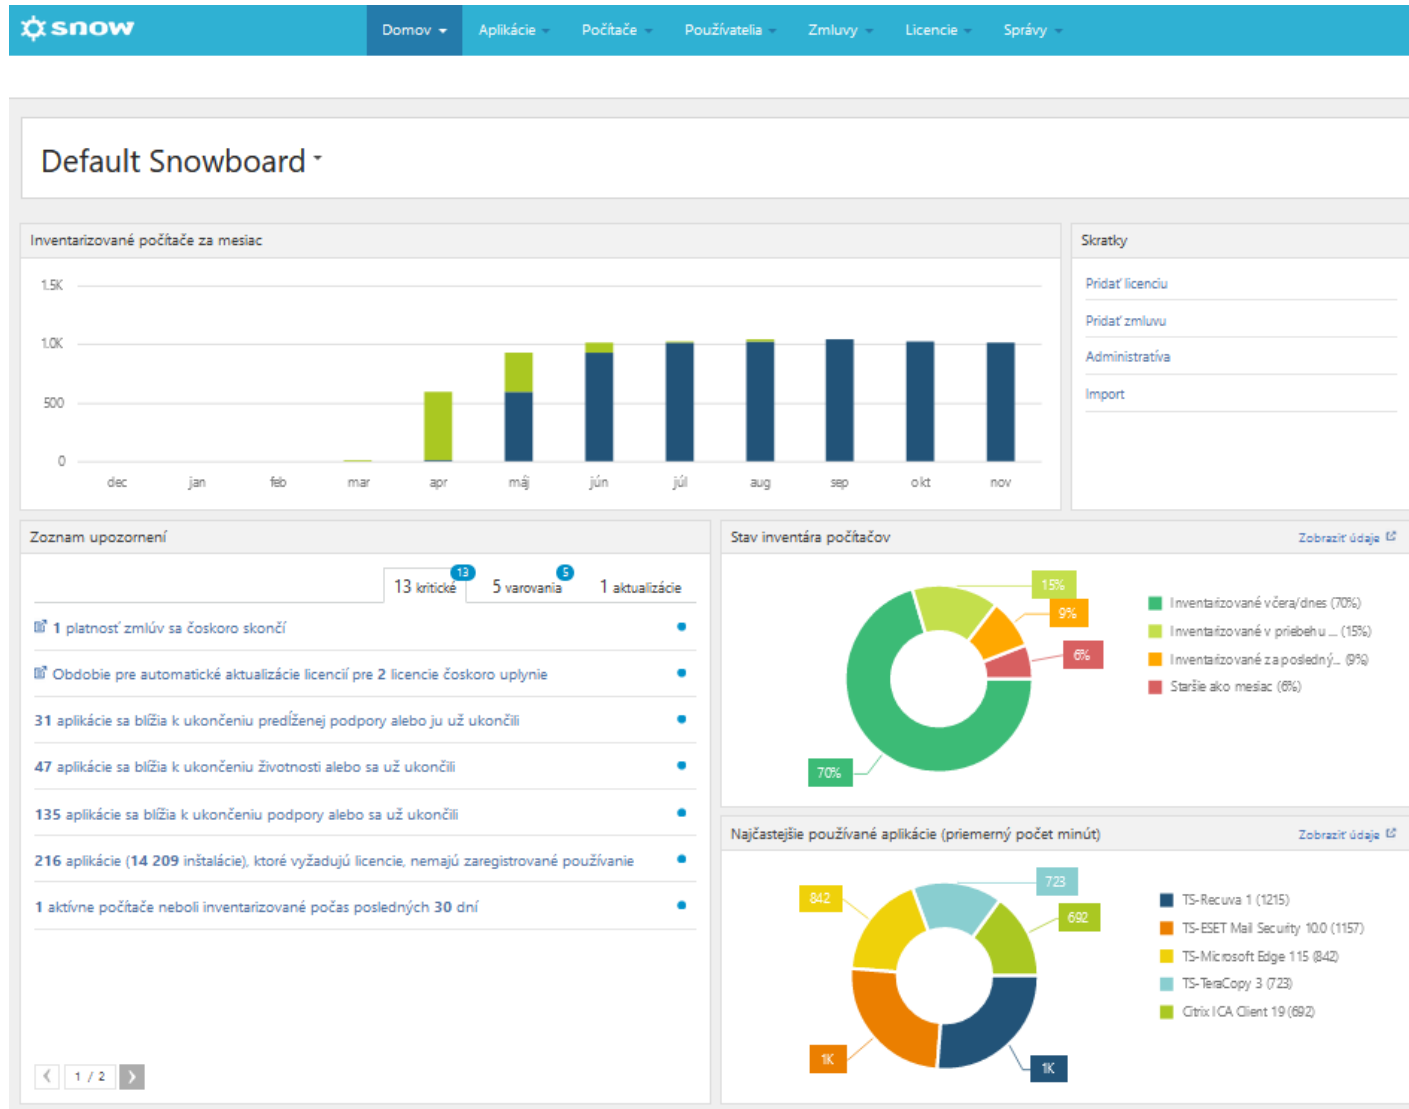 snow
Domov Aplikácie Počítače Používatelia Zmluvy Licencie Správy
Default Snowboard
Inventarizované počítače za mesiac
1.5K
1.0K
500
0
dec jan feb mar apr máj jún júl aug sep okt nov
Skratky
Pridať licenciu
Pridať zmluvu
Administratíva
Import
Zoznam upozornení
13 kritické 13 5 varovania 5 1 aktualizácie
1 platnosť zmlúv sa čoskoro skončí
Obdobie pre automatické aktualizácie licencií pre 2 licencie čoskoro uplynie
31 aplikácie sa blížia k ukončeniu predĺženej podpory alebo ju už ukončili
47 aplikácie sa blížia k ukončeniu životnosti alebo sa už ukončili
135 aplikácie sa blížia k ukončeniu podpory alebo sa už ukončili
216 aplikácie (14 209 inštalácie), ktoré vyžadujú licencie, nemajú zaregistrované používanie
1 aktívne počítače neboli inventarizované počas posledných 30 dní
1 / 2
Stav inventára počítačov Zobraziť údaje
15%
9%
6%
70%
Inventarizované včera/dnes (70%)
Inventarizované v priebehu ... (15%)
Inventarizované za posledný... (9%)
Staršie ako mesiac (6%)
Najčastejšie používané aplikácie (priemerný počet minút) Zobraziť údaje
723
842
692
1K
1K
TS-Recuva 1 (1215)
TS-ESET Mail Security 10.0 (1157)
TS-Microsoft Edge 115 (842)
TS-TeraCopy 3 (723)
Citrix ICA Client 19 (692)